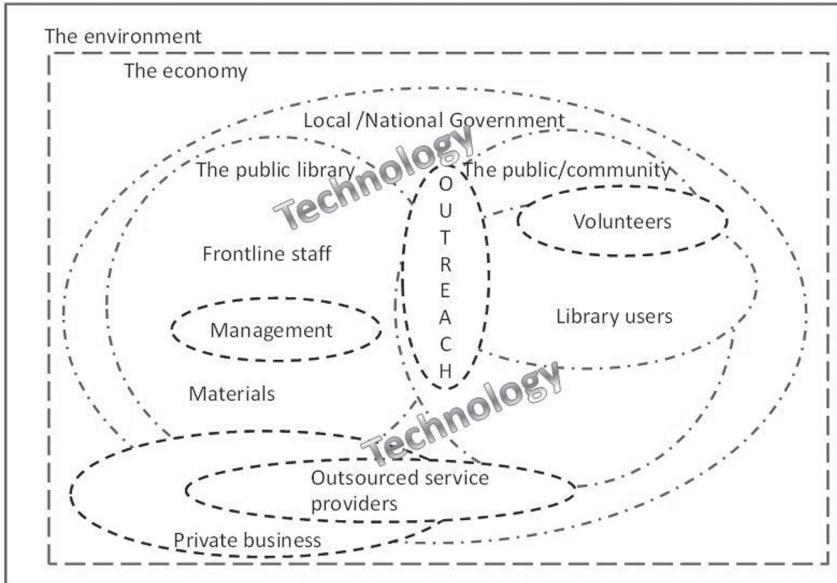 The environment
The economy
Local /National Government
Technology
The public library
The public/community
OUTREACH
Volunteers
Frontline staff
Library users
Management
Materials
Technology
Outsourced service
providers
Private business